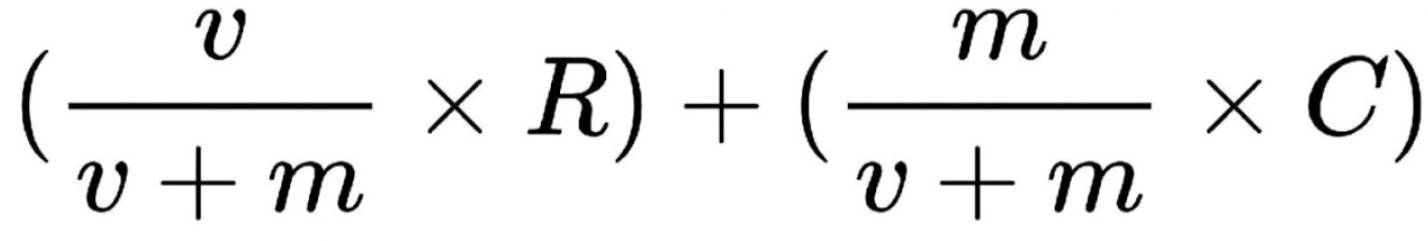 (v/(v + m) × R) + (m/(v + m) × C)